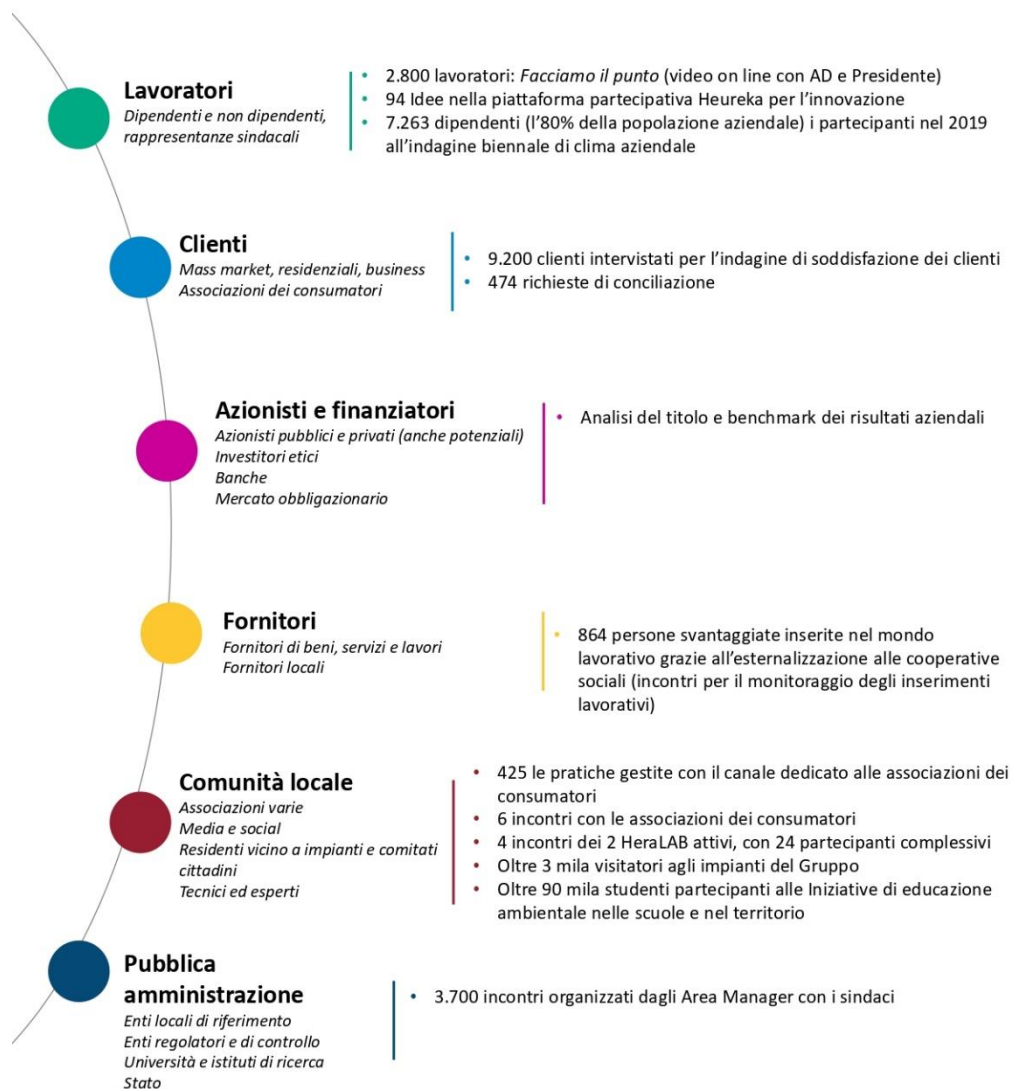 Lavoratori
Dipendenti e non dipendenti,
rappresentanze sindacali
• 2.800 lavoratori: Facciamo il punto (video on line con AD e Presidente)
• 94 Idee nella piattaforma partecipativa Heureka per l'innovazione
• 7.263 dipendenti (l'80% della popolazione aziendale) i partecipanti nel 2019
all'indagine biennale di clima aziendale
Clienti
Mass market, residenziali, business
Associazioni dei consumatori
• 9.200 clienti intervistati per l'indagine di soddisfazione dei clienti
• 474 richieste di conciliazione
Azionisti e finanziatori
Azionisti pubblici e privati (anche potenziali)
Investitori etici
Banche
Mercato obbligazionario
• Analisi del titolo e benchmark dei risultati aziendali
Fornitori
Fornitori di beni, servizi e lavori
Fornitori locali
• 864 persone svantaggiate inserite nel mondo
lavorativo grazie all'esternalizzazione alle cooperative
sociali (incontri per il monitoraggio degli inserimenti
lavorativi)
Comunità locale
Associazioni varie
Media e social
Residenti vicino a impianti e comitati
cittadini
Tecnici ed esperti
• 425 le pratiche gestite con il canale dedicato alle associazioni dei
consumatori
• 6 incontri con le associazioni dei consumatori
• 4 incontri dei 2 HeraLAB attivi, con 24 partecipanti complessivi
• Oltre 3 mila visitatori agli impianti del Gruppo
• Oltre 90 mila studenti partecipanti alle Iniziative di educazione
ambientale nelle scuole e nel territorio
Pubblica
amministrazione
Enti locali di riferimento
Enti regolatori e di controllo
Università e istituti di ricerca
Stato
• 3.700 incontri organizzati dagli Area Manager con i sindaci